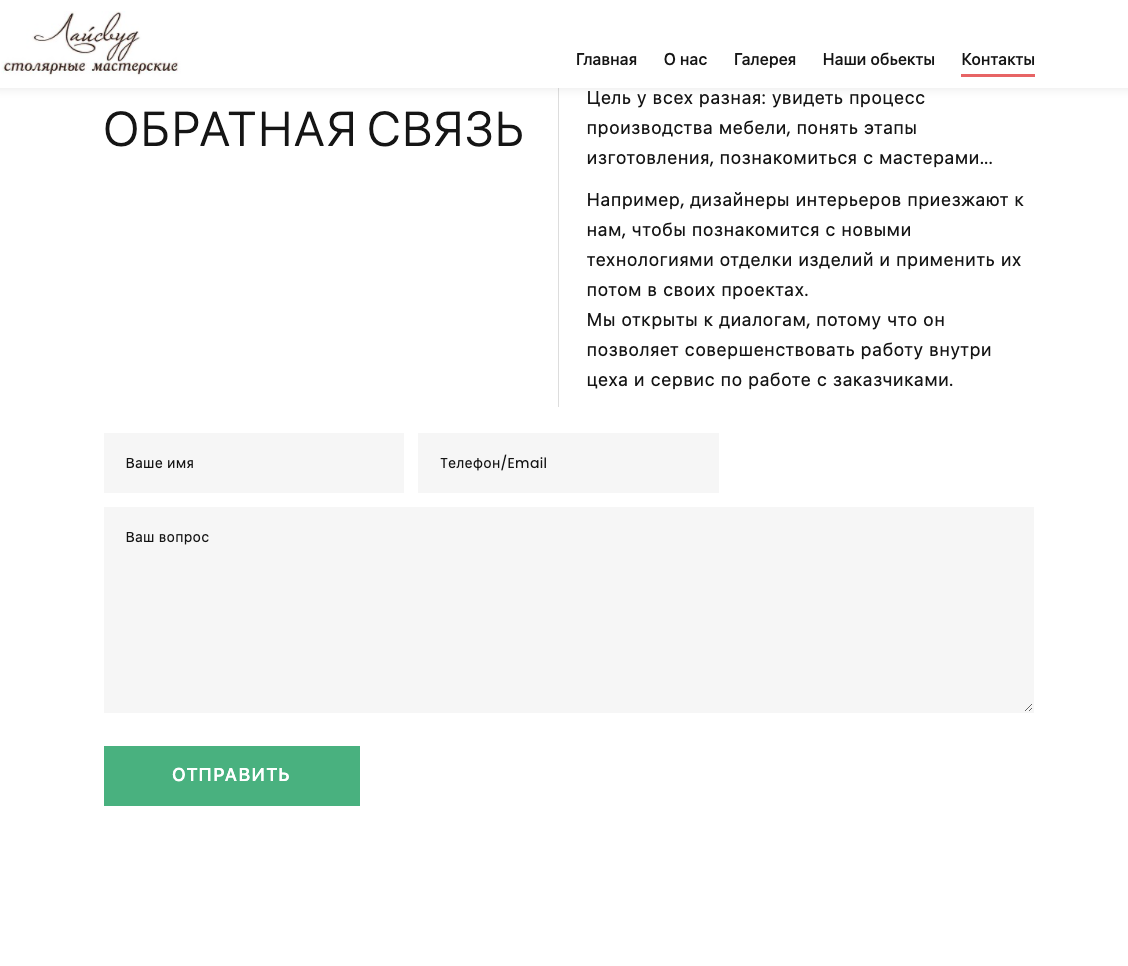 Лайсвуд
столярные мастерские
Главная
О нас
Галерея
Наши обьекты
Контакты
ОБРАТНАЯ СВЯЗЬ
Цель у всех разная: увидеть процесс
производства мебели, понять этапы
изготовления, познакомиться с мастерами...
Например, дизайнеры интерьеров приезжают к
нам, чтобы познакомится с новыми
технологиями отделки изделий и применить их
потом в своих проектах.
Мы открыты к диалогам, потому что он
позволяет совершенствовать работу внутри
цеха и сервис по работе с заказчиками.
Ваше имя
Телефон/Email
Ваш вопрос
ОТПРАВИТЬ